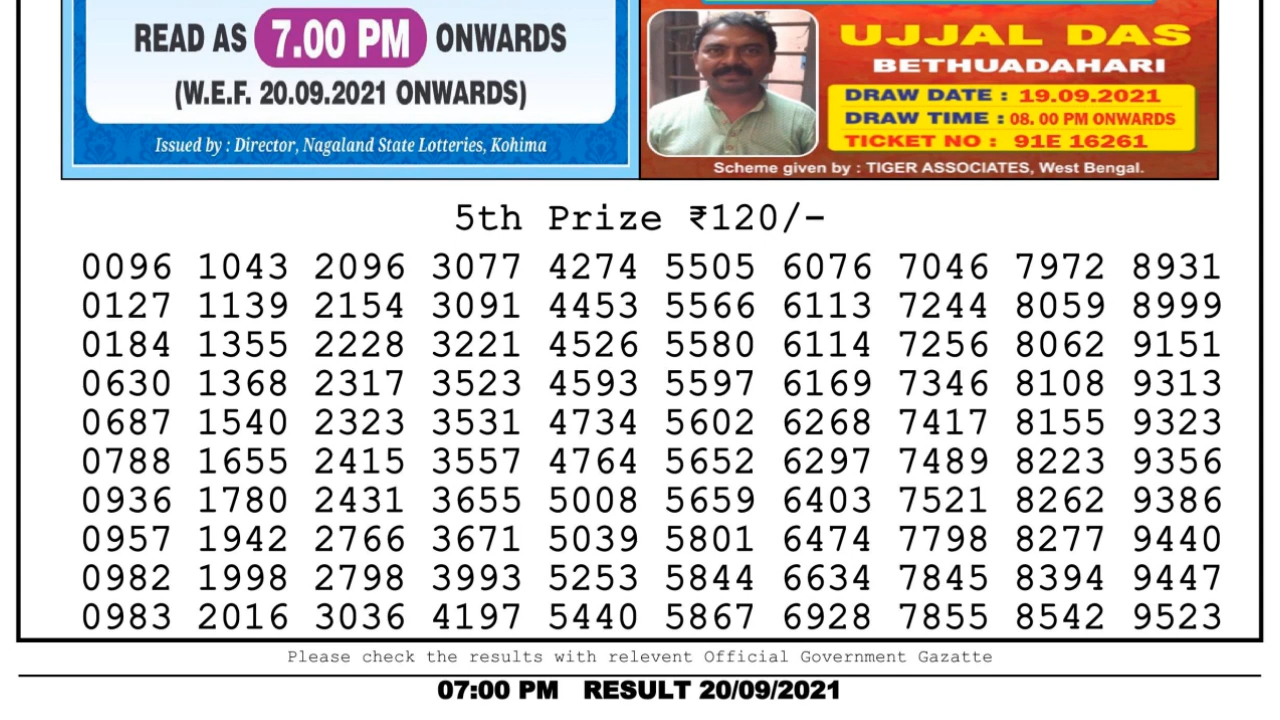 READ AS 7.00 PM ONWARDS
(W.E.F. 20.09.2021 ONWARDS)
Issued by : Director, Nagaland State Lotteries, Kohima
UJJAL DAS
BETHUADAHARI
DRAW DATE : 19.09.2021
DRAW TIME : 08. 00 PM ONWARDS
TICKET NO : 91E 16261
Scheme given by : TIGER ASSOCIATES, West Bengal.
5th Prize ₹120/-
0096 1043 2096 3077 4274 5505 6076 7046 7972 8931
0127 1139 2154 3091 4453 5566 6113 7244 8059 8999
0184 1355 2228 3221 4526 5580 6114 7256 8062 9151
0630 1368 2317 3523 4593 5597 6169 7346 8108 9313
0687 1540 2323 3531 4734 5602 6268 7417 8155 9323
0788 1655 2415 3557 4764 5652 6297 7489 8223 9356
0936 1780 2431 3655 5008 5659 6403 7521 8262 9386
0957 1942 2766 3671 5039 5801 6474 7798 8277 9440
0982 1998 2798 3993 5253 5844 6634 7845 8394 9447
0983 2016 3036 4197 5440 5867 6928 7855 8542 9523
Please check the results with relevent Official Government Gazatte
07:00 PM RESULT 20/09/2021